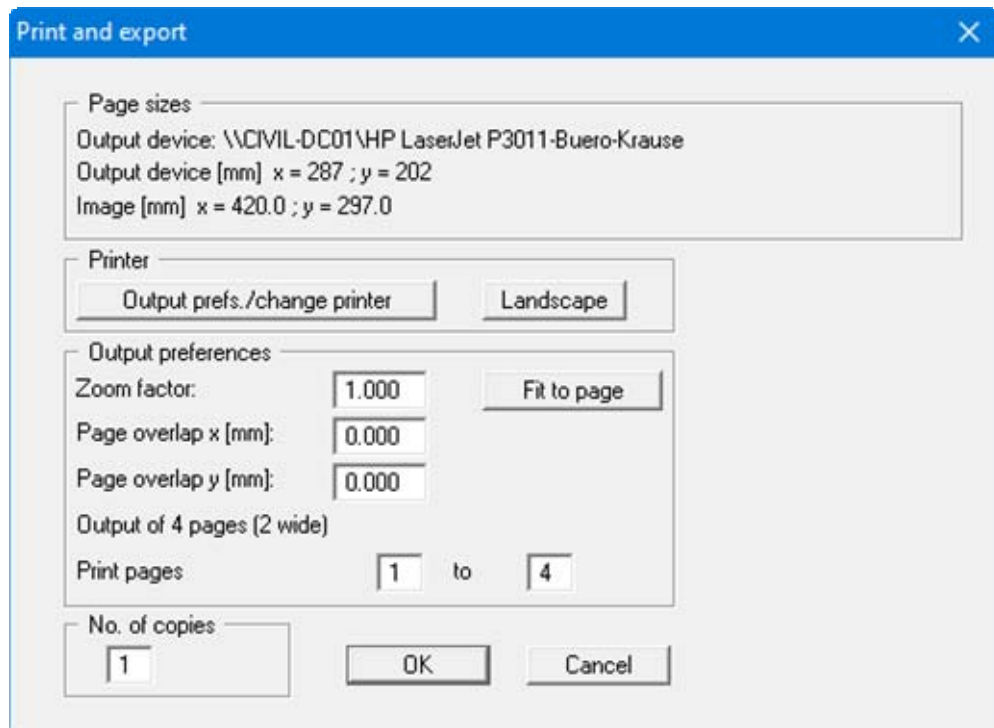 Print and export
Page sizes
Output device: \\CIVIL-DC01\HP LaserJet P3011-Buero-Krause
Output device [mm] x = 287 ; y = 202
Image [mm] x = 420.0 ; y = 297.0
Printer
Output prefs./change printer Landscape
Output preferences
Zoom factor: 1.000 Fit to page
Page overlap x [mm]: 0.000
Page overlap y [mm]: 0.000
Output of 4 pages (2 wide)
Print pages 1 to 4
No. of copies
1 OK Cancel